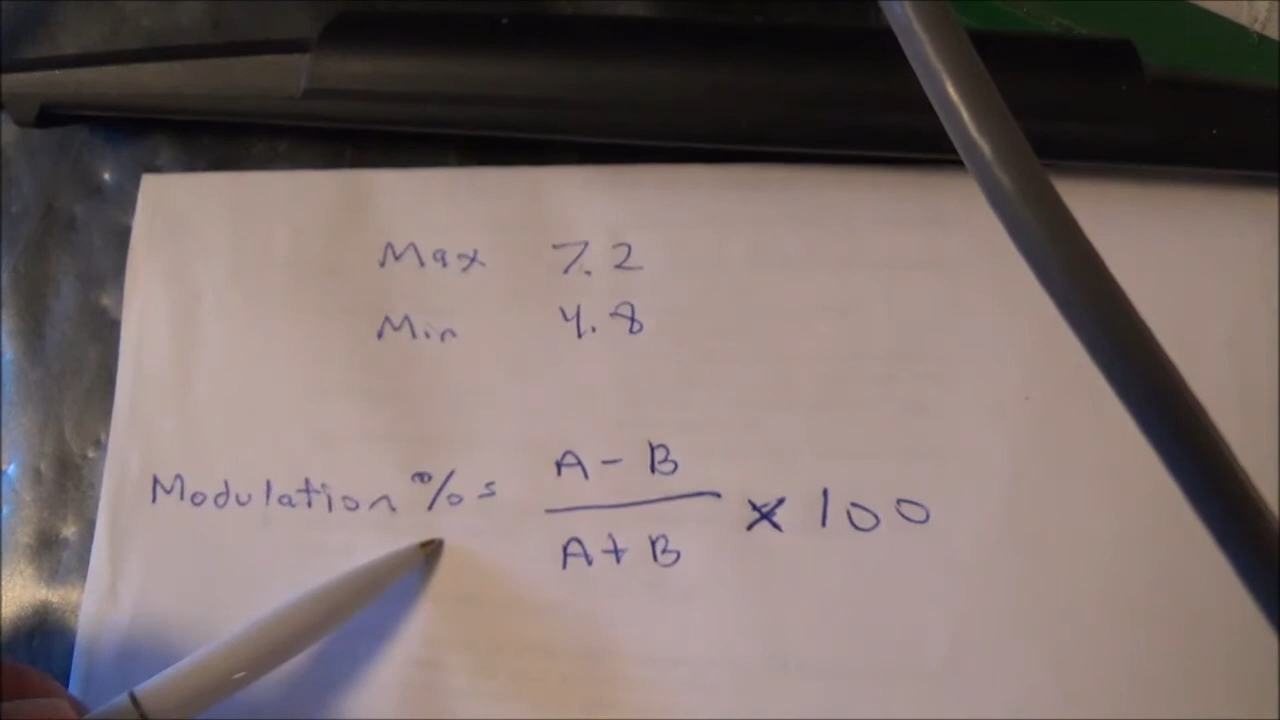 Max 7.2
Min 4.8
A - B
Modulation % = × 100
A + B